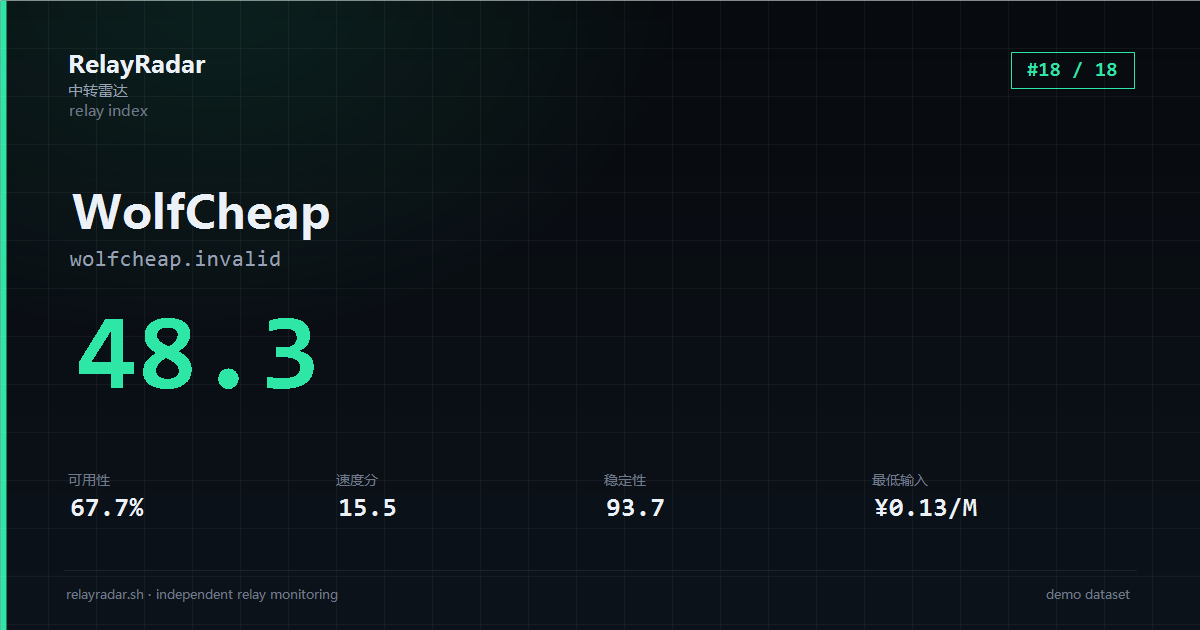 RelayRadar
#18 / 18
中转雷达
relay index
WolfCheap
wolfcheap.invalid
48.3
可用性 速度分 稳定性 最低输入
67.7% 15.5 93.7 ¥0.13/M
relayradar.sh · independent relay monitoring demo dataset